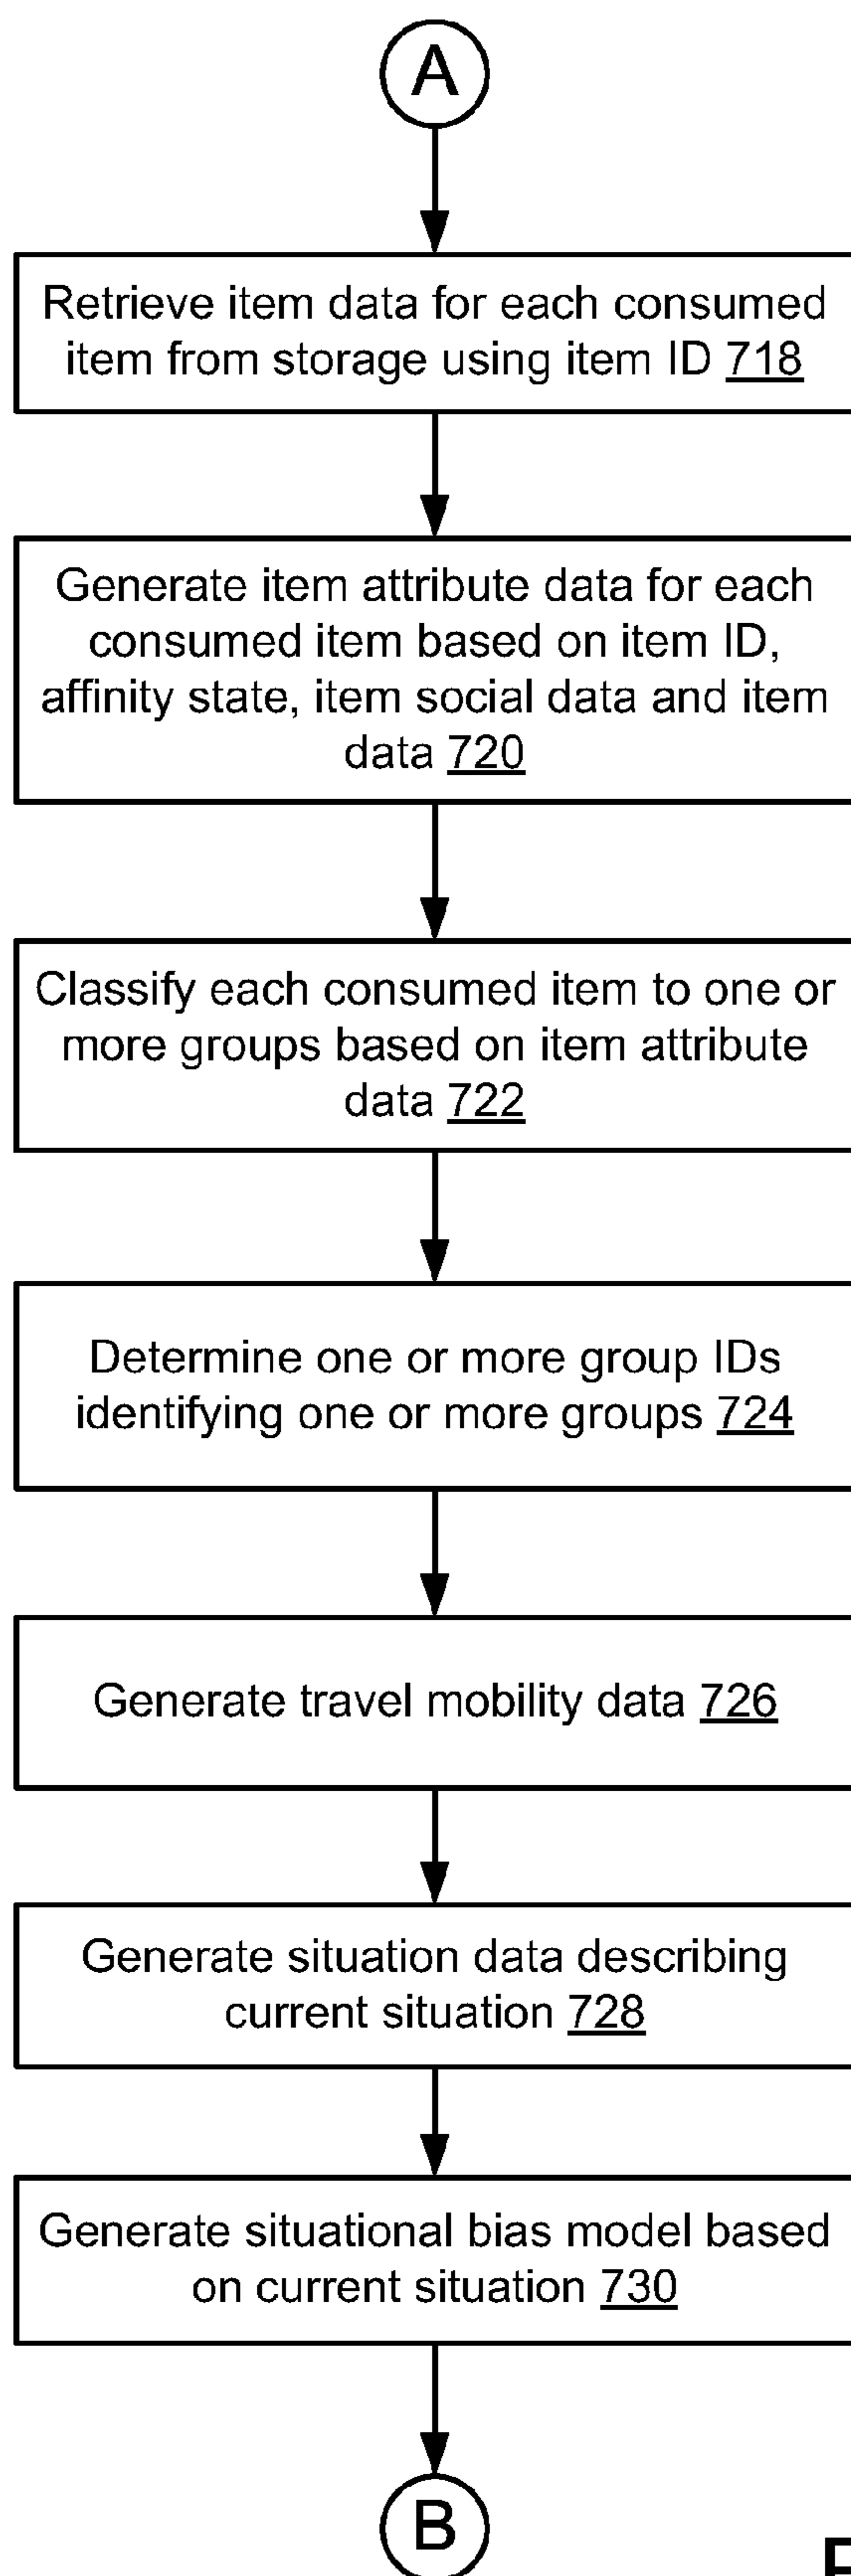 A
Retrieve item data for each consumed
item from storage using item ID 718
Generate item attribute data for each
consumed item based on item ID,
affinity state, item social data and item
data 720
Classify each consumed item to one or
more groups based on item attribute
data 722
Determine one or more group IDs
identifying one or more groups 724
Generate travel mobility data 726
Generate situation data describing
current situation 728
Generate situational bias model based
on current situation 730
B